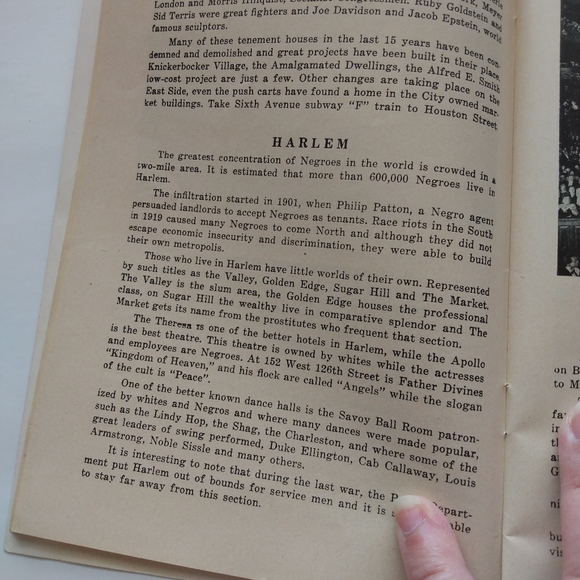 London and Morris Hillquist, Socialist Congressmen. Ruby Goldstein and
Sid Terris were great fighters and Joe Davidson and Jacob Epstein, world
famous sculptors.
Many of these tenement houses in the last 15 years have been con-
demned and demolished and great projects have been built in their place.
Knickerbocker Village, the Amalgamated Dwellings, the Alfred E. Smith
low-cost project are just a few. Other changes are taking place on the
East Side, even the push carts have found a home in the City owned mar-
ket buildings. Take Sixth Avenue subway "F" train to Houston Street
HARLEM
The greatest concentration of Negroes in the world is crowded in a
two-mile area. It is estimated that more than 600,000 Negroes live in
Harlem.
The infiltration started in 1901, when Philip Patton, a Negro agent
persuaded landlords to accept Negroes as tenants. Race riots in the South
in 1919 caused many Negroes to come North and although they did not
escape economic insecurity and discrimination, they were able to build
their own metropolis.
Those who live in Harlem have little worlds of their own. Represented
by such titles as the Valley, Golden Edge, Sugar Hill and The Market.
The Valley is the slum area, the Golden Edge houses the professional
class, on Sugar Hill the wealthy live in comparative splendor and The
Market gets its name from the prostitutes who frequent that section.
The Theresa is one of the better hotels in Harlem, while the Apollo
is the best theatre. This theatre is owned by whites while the actresses
and employees are Negroes. At 152 West 126th Street is Father Divines
"Kingdom of Heaven," and his flock are called "Angels" while the slogan
of the cult is "Peace".
One of the better known dance halls is the Savoy Ball Room patron-
ized by whites and Negros and where many dances were made popular,
such as the Lindy Hop, the Shag, the Charleston, and where some of the
great leaders of swing performed, Duke Ellington, Cab Callaway, Louis
Armstrong, Noble Sissle and many others.
It is interesting to note that during the last war, the Depart-
ment put Harlem out of bounds for service men and it is
to stay far away from this section.
on B
to M